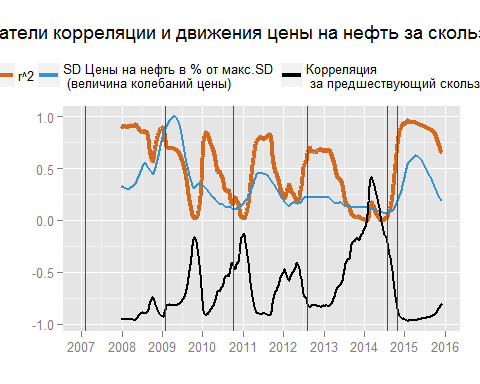 атели корреляции и движения цены на нефть за сколь
r^2
SD Цены на нефть в % от макс.SD
(величина колебаний цены)
Корреляция
за предшествующий скольз
1.0
0.5
0.0
-0.5
-1.0
2007 2008 2009 2010 2011 2012 2013 2014 2015 2016